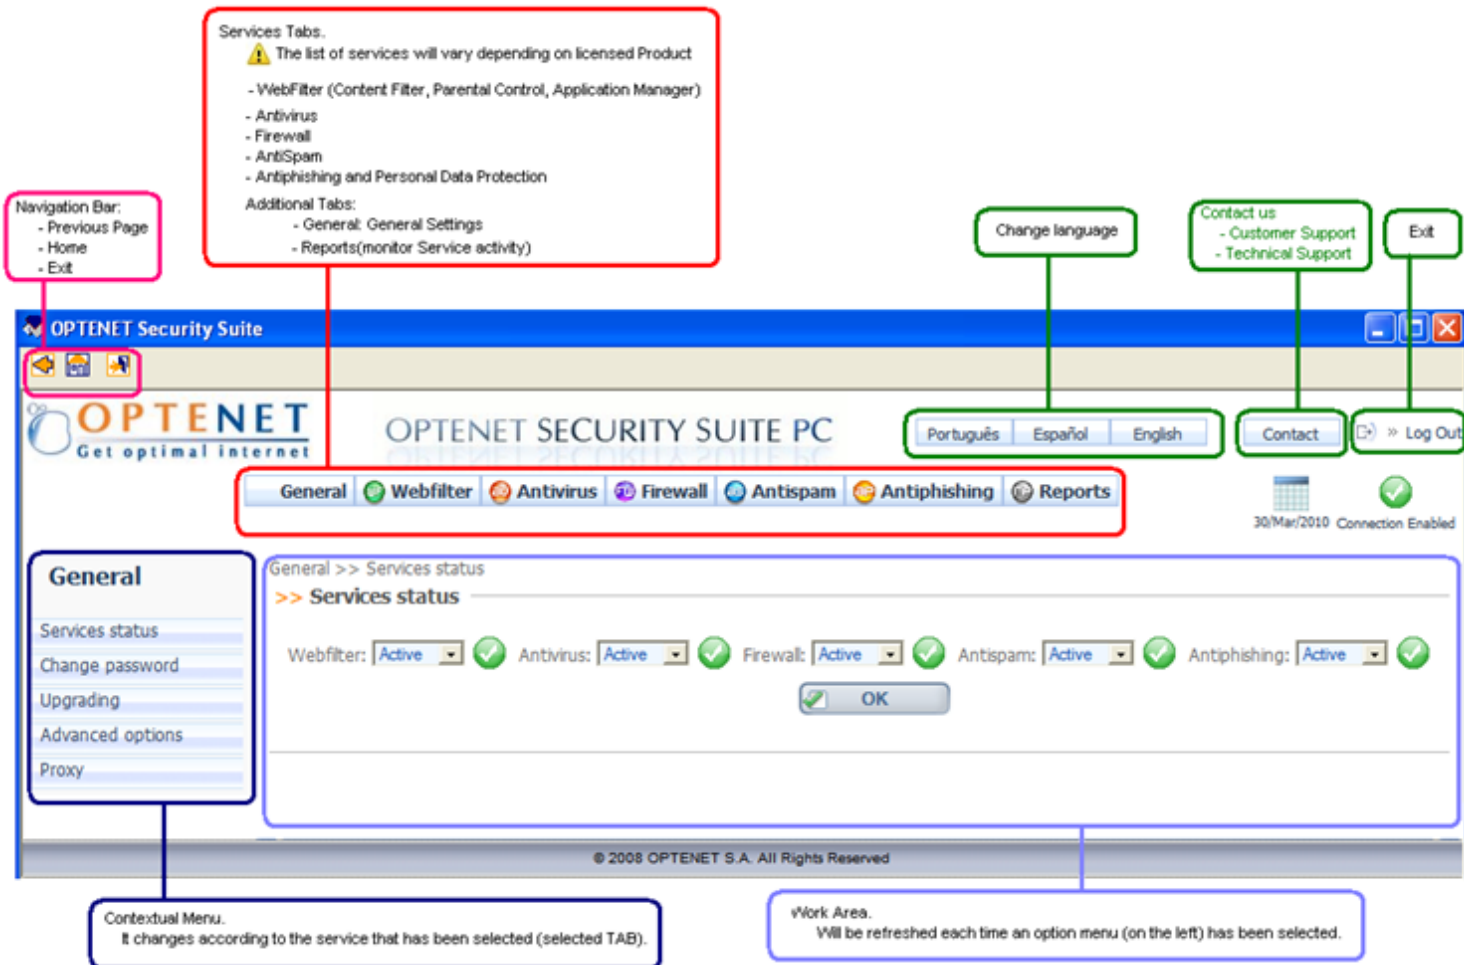 Services Tabs.
The list of services will vary depending on licensed Product
- WebFilter (Content Filter, Parental Control, Application Manager)
- Antivirus
- Firewall
- AntiSpam
- Antiphishing and Personal Data Protection
Additional Tabs:
- General: General Settings
- Reports(monitor Service activity)
Navigation Bar:
- Previous Page
- Home
- Exit
Change language
Contact us
- Customer Support
- Technical Support
Exit
OPTENET Security Suite
OPTENET
Get optimal internet
OPTENET SECURITY SUITE PC
Português Español English
Contact
» Log Out
General Webfilter Antivirus Firewall Antispam Antiphishing Reports
30/Mar/2010 Connection Enabled
General
Services status
Change password
Upgrading
Advanced options
Proxy
General >> Services status
>> Services status
Webfilter: Active Antivirus: Active Firewall: Active Antispam: Active Antiphishing: Active
OK
© 2008 OPTENET S.A. All Rights Reserved
Contextual Menu.
It changes according to the service that has been selected (selected TAB).
Work Area.
Will be refreshed each time an option menu (on the left) has been selected.